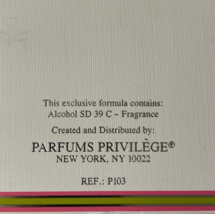 This exclusive formula contains:
Alcohol SD 39 C – Fragrance
Created and Distributed by:
PARFUMS PRIVILÈGE®
NEW YORK, NY 10022
REF.: P103